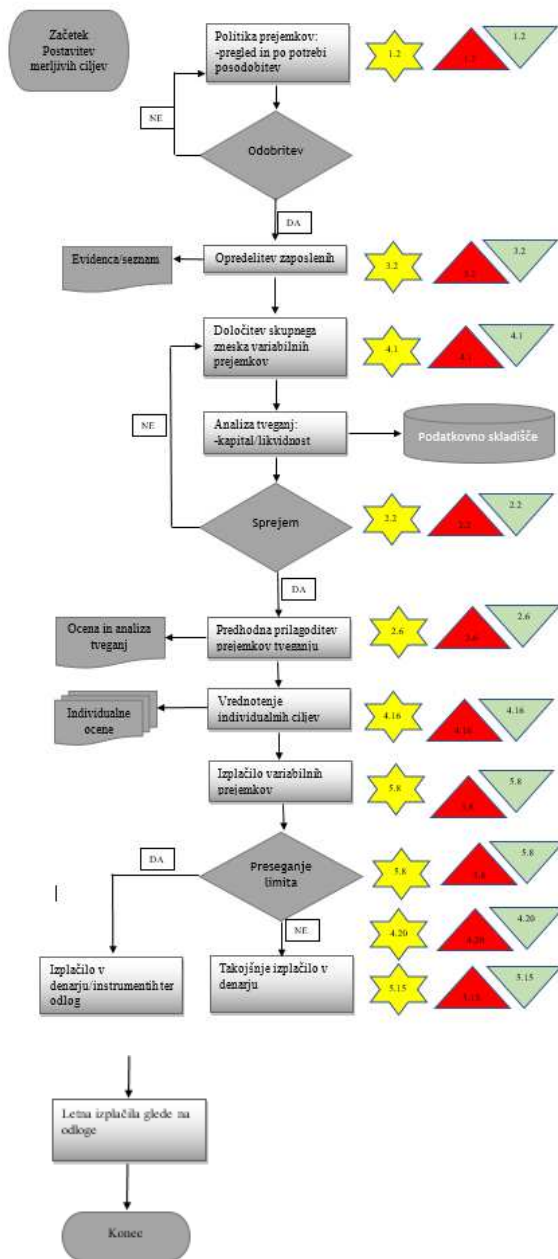 Začetek
Postavitev
merljivih ciljev
Politika prejemkov:
-pregled in po potrebi
posodobitev
1.2
1.2
1.2
NE
Odobritev
DA
Evidenca/seznam
Opredelitev zaposlenih
3.2
3.2
3.2
Določitev skupnega
zneska variabilnih
prejemkov
4.1
4.1
4.1
NE
Analiza tveganj:
-kapital/likvidnost
Podatkovno skladišče
Sprejem
2.2
2.2
2.2
DA
Ocena in analiza
tveganj
Predhodna prilagoditev
prejemkov tveganju
2.6
2.6
2.6
Individualne
ocene
Vrednotenje
individualnih ciljev
4.16
4.16
4.16
Izplačilo variabilnih
prejemkov
5.8
5.8
5.8
DA
Preseganje
limita
5.8
5.8
5.8
NE
4.20
4.20
4.20
Izplačilo v
denarju/instrumentih ter
odlog
Takojšnje izplačilo v
denarju
5.15
5.15
5.15
Letna izplačila glede na
odloge
Konec